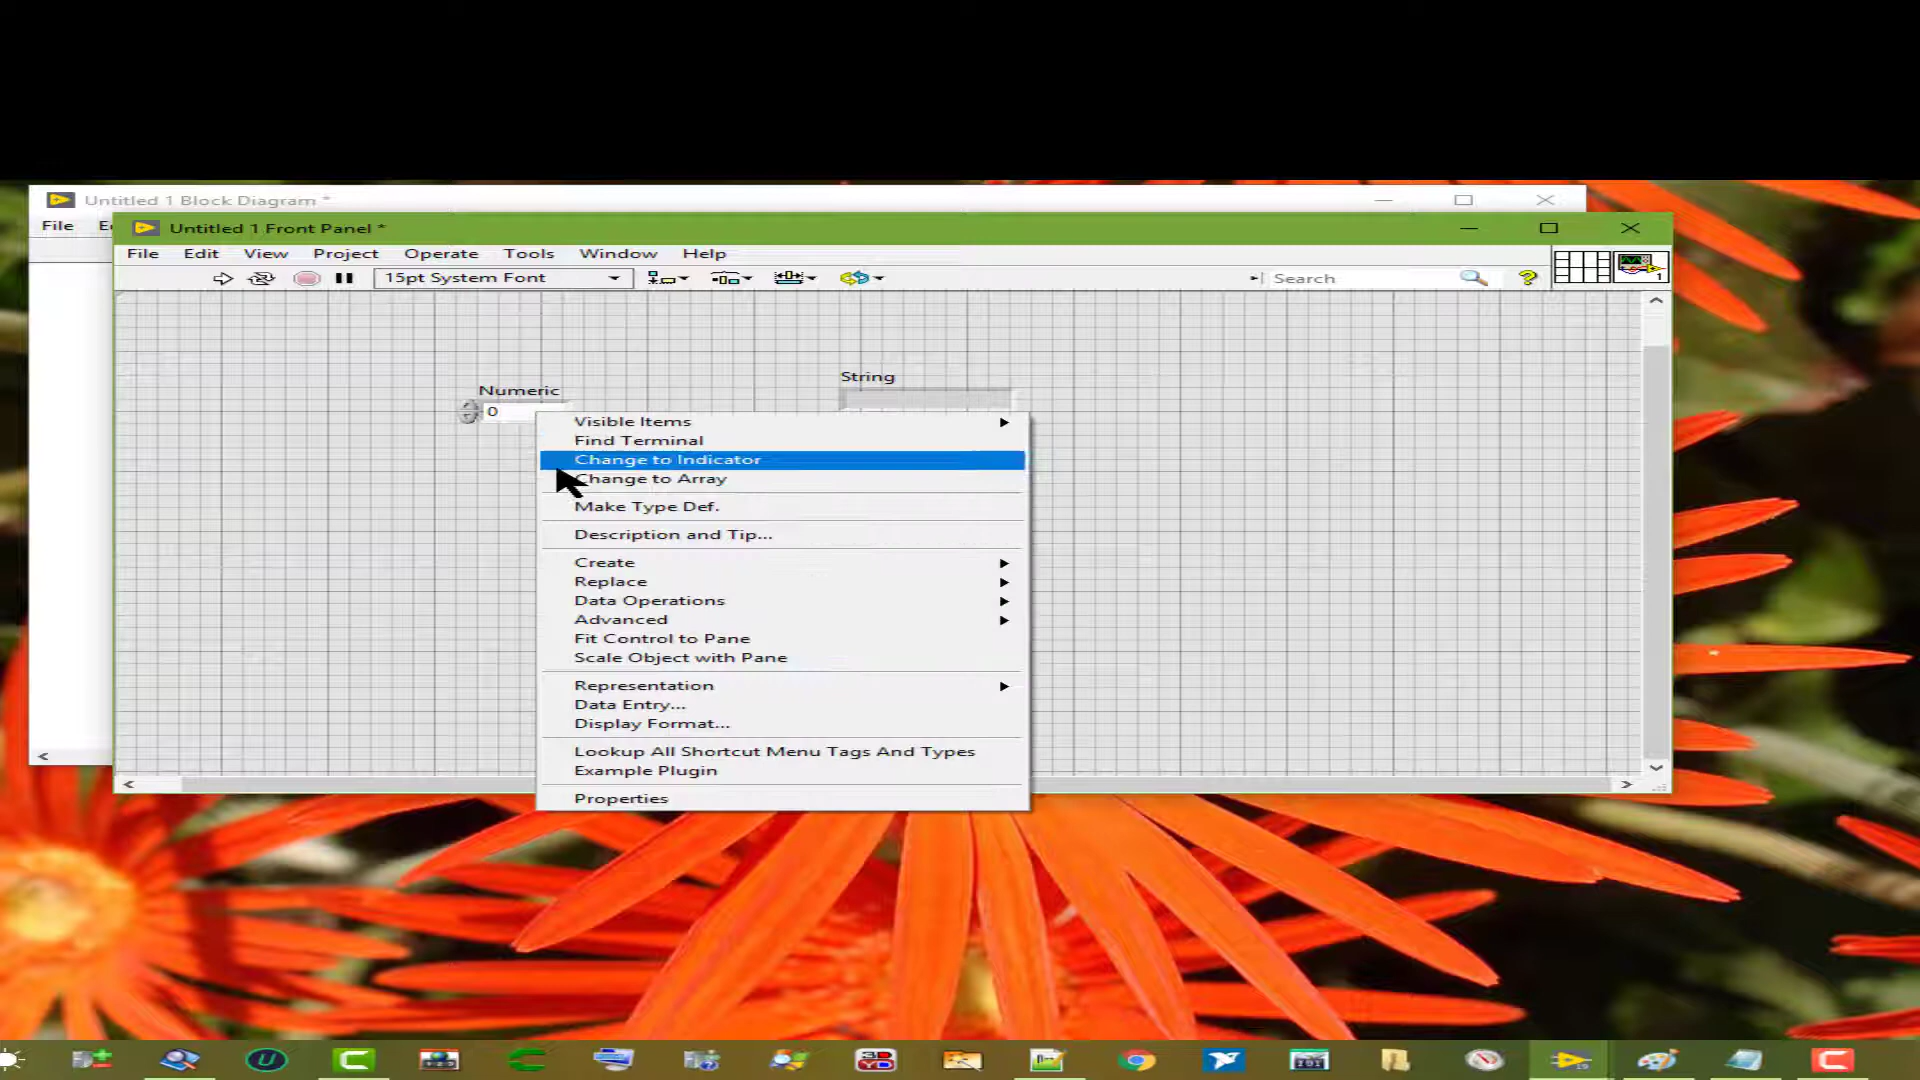 Untitled 1 Block Diagram *
File
Untitled 1 Front Panel *
File Edit View Project Operate Tools Window Help
15pt System Font
Search
1
Numeric
0
String
Visible Items
Find Terminal
Change to Indicator
Change to Array
Make Type Def.
Description and Tip...
Create
Replace
Data Operations
Advanced
Fit Control to Pane
Scale Object with Pane
Representation
Data Entry...
Display Format...
Lookup All Shortcut Menu Tags And Types
Example Plugin
Properties